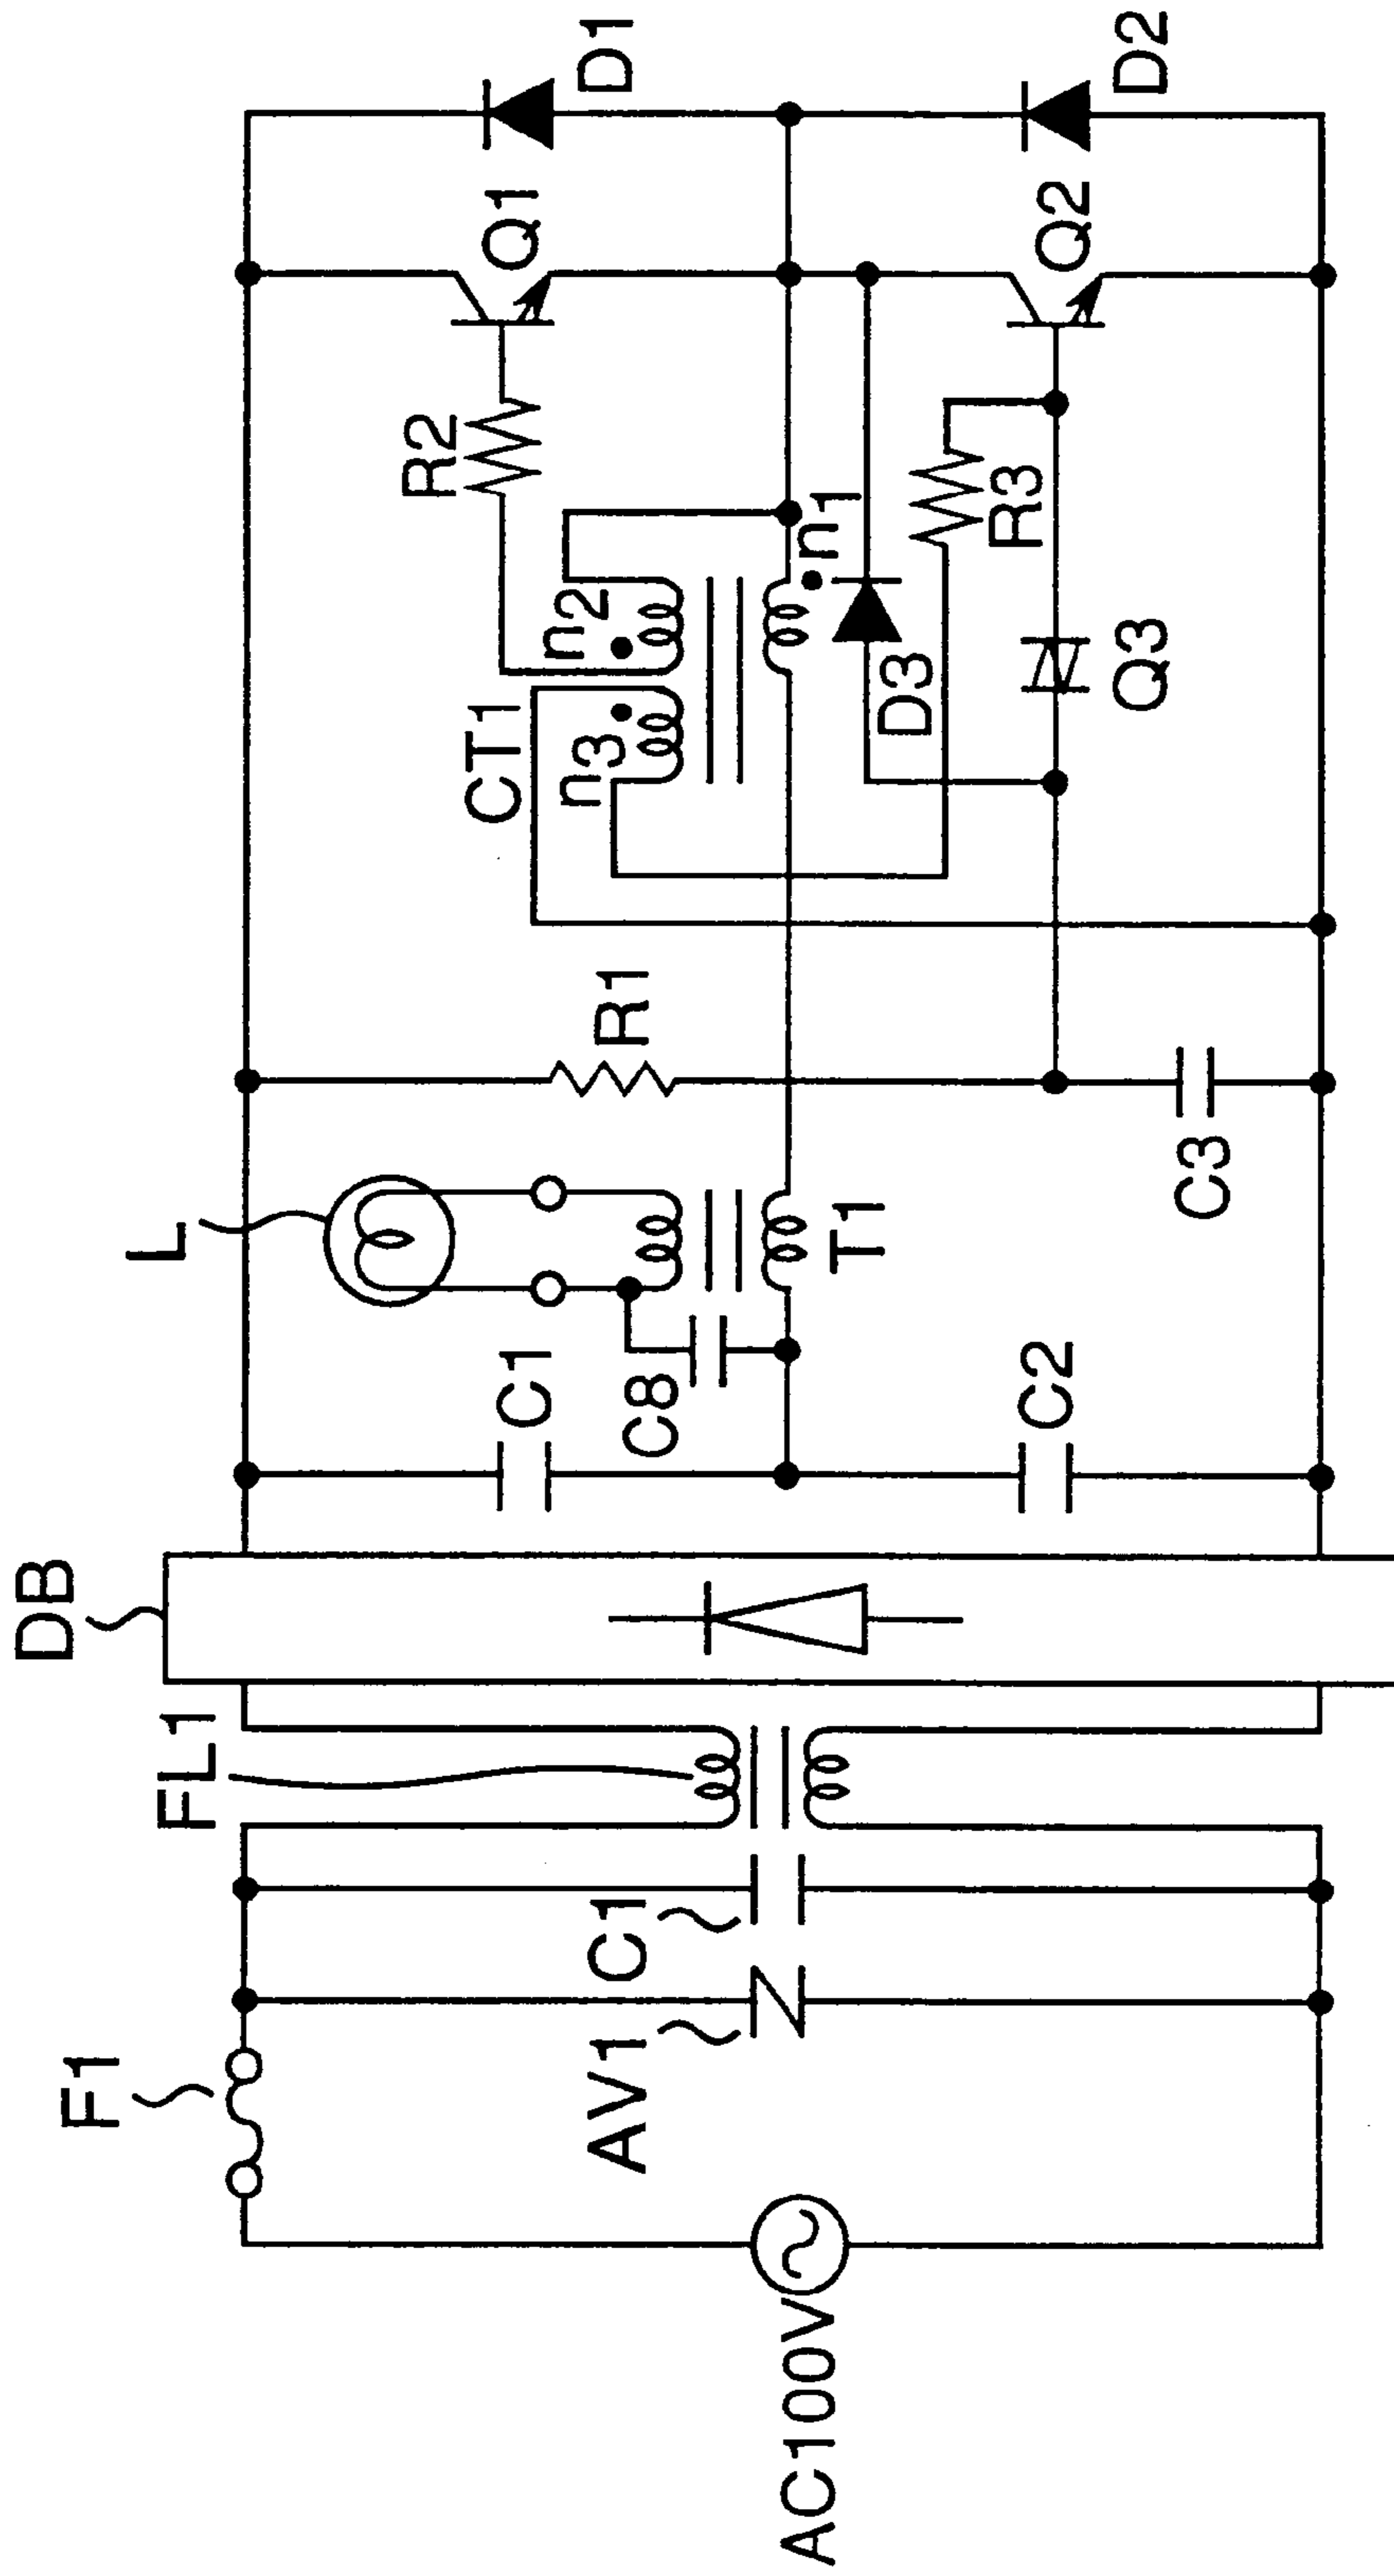 AC100V
F1
AV1
C1
FL1
DB
C1
C2
C8
L
T1
R1
C3
CT1
n3
n2
n1
R2
D3
R3
Q3
Q1
Q2
D1
D2